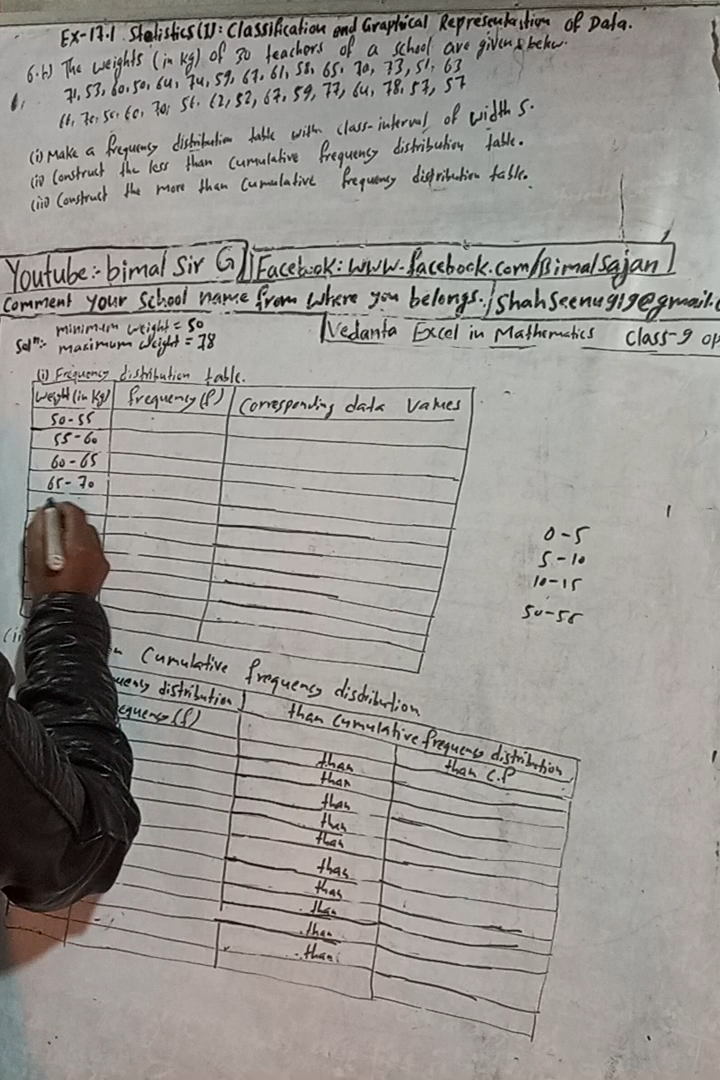 Ex-17.1 Statistics(I): Classification and Graphical Representation of Data.
6.b) The weights (in kg) of 30 teachers of a school are given below.
71, 53, 60, 50, 64, 74, 59, 67, 61, 58, 65, 70, 73, 51, 63
60, 70, 56, 62, 52, 67, 59, 77, 64, 78, 57, 57
(i) Make a frequency distribution table with class-interval of width 5.
(ii) Construct the less than cumulative frequency distribution table.
(iii) Construct the more than cumulative frequency distribution table.
Youtube:- bimal Sir G
Facebook: www.facebook.com/Bimalsajan
Comment your School name from where you belongs.
shahseenu919@gmail.c
Vedanta Excel in Mathematics Class-9 op
Solⁿ:- minimum weight = 50
maximum weight = 78
(i) Frequency distribution table.
Weight(in kg) frequency(f) Corresponding data values
50-55
55-60
60-65
65-70
0-5
5-10
10-15
50-55
Cumulative frequency distribution
distribution than Cumulative frequency distribution
(f) than C.f
than
than
than
than
than
than
than
than
than
than